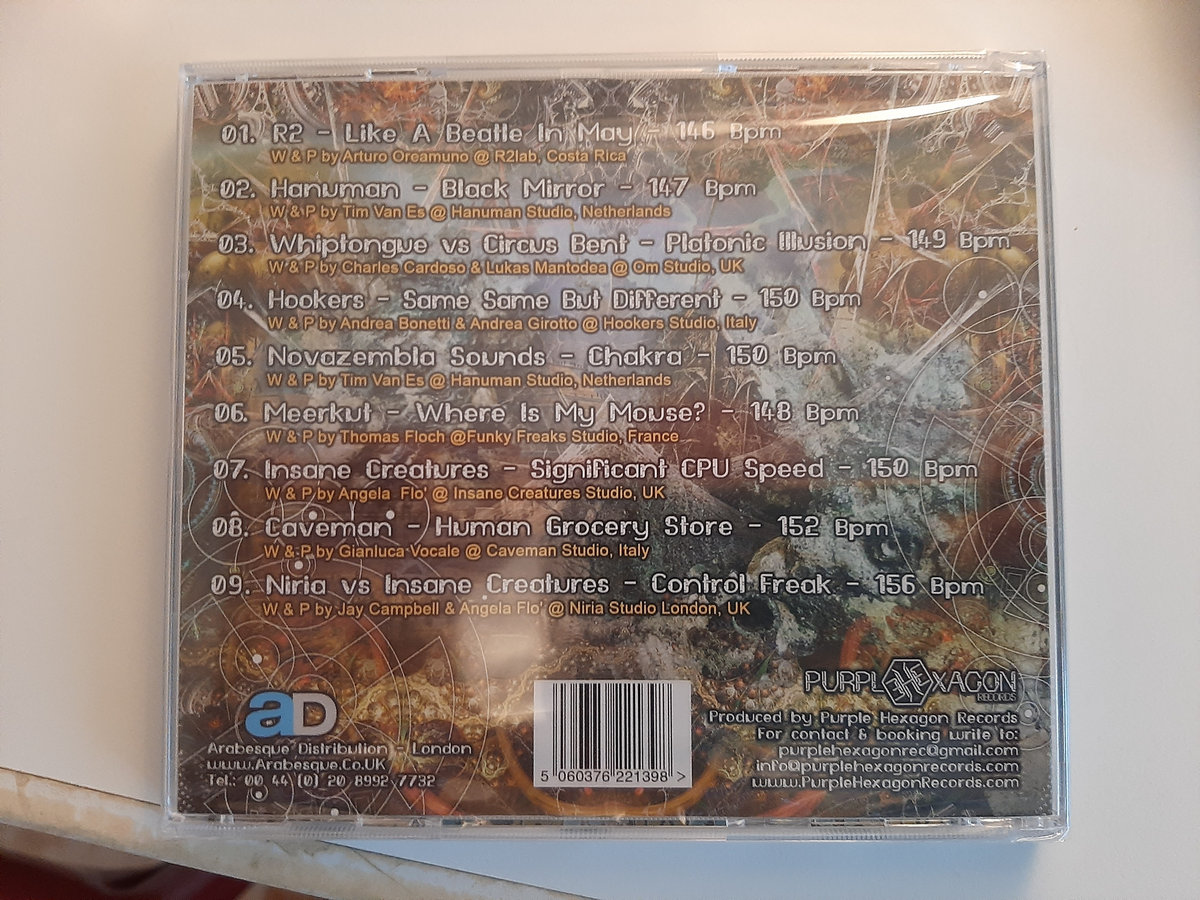 01. R2 - Like A Beatle In May - 146 Bpm
W & P by Arturo Oreamuno @ R2lab, Costa RIca
02. Hanuman - Black Mirror - 147 Bpm
W & P by Tim Van Es @ Hanuman Studio, Netherlands
03. Whiptongue vs Circus Bent - Platonic Illusion - 149 Bpm
W & P by Charles Cardoso & Lukas Mantodea @ Om Studio, UK
04. Hookers - Same Same But Different - 150 Bpm
W & P by Andrea Bonetti & Andrea Girotto @ Hookers Studio, Italy
05. Novazembla Sounds - Chakra - 150 Bpm
W & P by Tim Van Es @ Hanuman Studio, Netherlands
06. Meerkut - Where Is My Mouse? - 148 Bpm
W & P by Thomas Floch @Funky Freaks Studio, France
07. Insane Creatures - Significant CPU Speed - 150 Bpm
W & P by Angela Flo' @ Insane Creatures Studio, UK
08. Caveman - Human Grocery Store - 152 Bpm
W & P by Gianluca Vocale @ Caveman Studio, Italy
09. Niria vs Insane Creatures - Control Freak - 156 Bpm
W & P by Jay Campbell & Angela Flo' @ Niria Studio London, UK
aD
Arabesque Distribution - London
www.Arabesque.Co.UK
Tel.: 00 44 (0) 20 8992 7732
5 060376 221398 >
PURPLHEXAGON
RECORDS
Produced by Purple Hexagon Records
For contact & booking write to:
purplehexagonrec@gmail.com
info@purplehexagonrecords.com
www.PurpleHexagonRecords.com